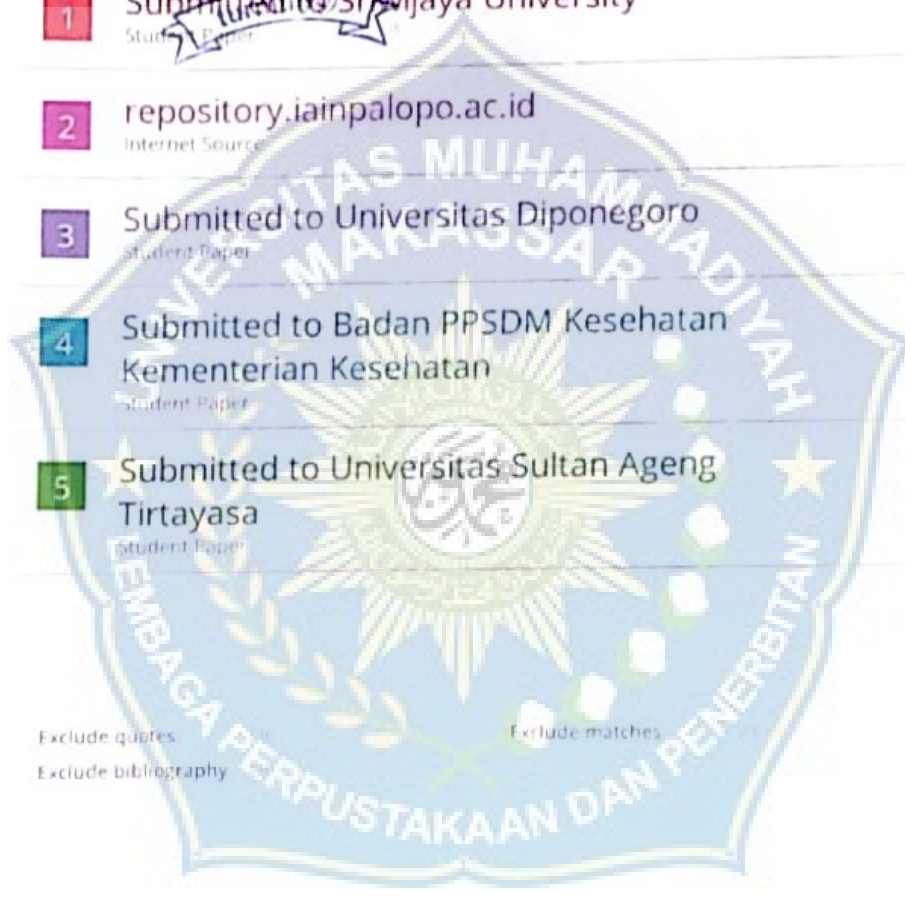 1
Submitted to Sriwijaya University
Student Paper
2
repository.iainpalopo.ac.id
Internet Source
3
Submitted to Universitas Diponegoro
Student Paper
4
Submitted to Badan PPSDM Kesehatan
Kementerian Kesehatan
Student Paper
5
Submitted to Universitas Sultan Ageng
Tirtayasa
Student Paper
Exclude quotes
Exclude matches
Exclude bibliography
UNIVERSITAS MUHAMMADIYAH
MAKASSAR
LEMBAGA PERPUSTAKAAN DAN PENERBITAN